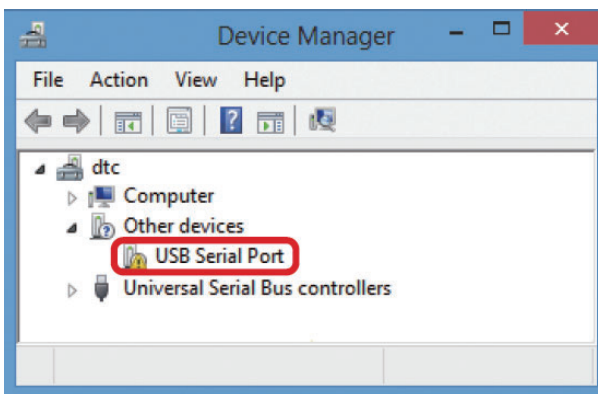 Device Manager
File Action View Help
dtc
Computer
Other devices
USB Serial Port
Universal Serial Bus controllers